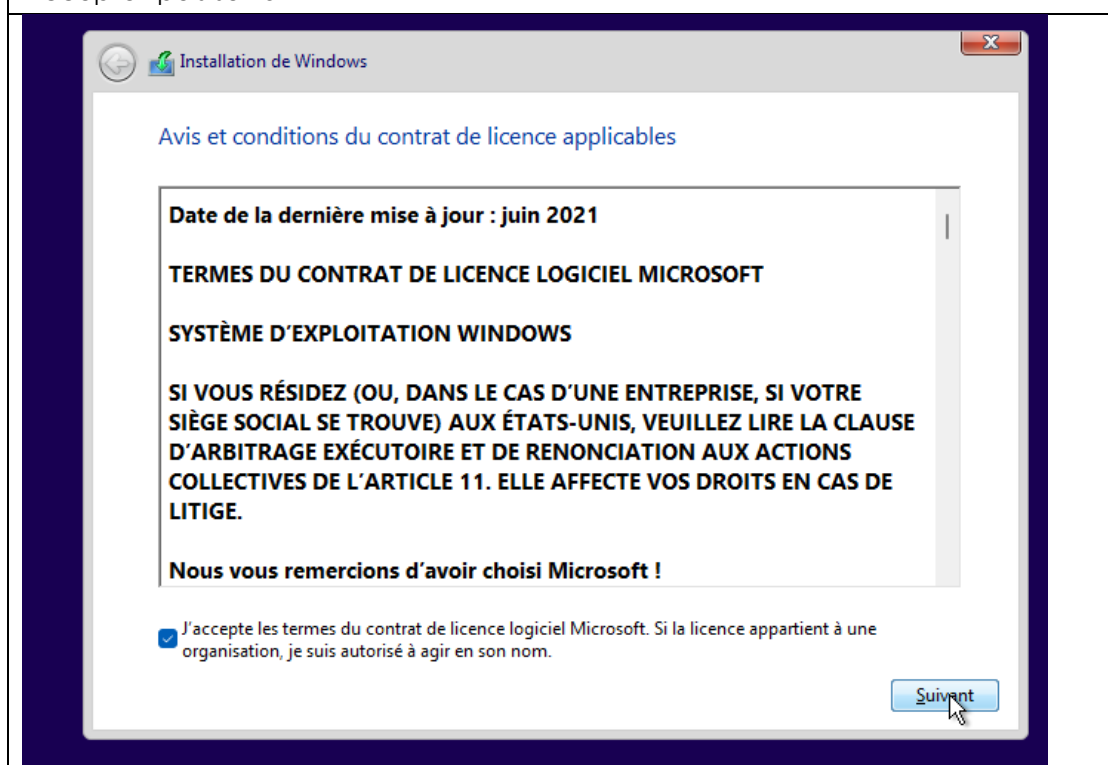 Installation de Windows
Avis et conditions du contrat de licence applicables
Date de la dernière mise à jour : juin 2021
TERMES DU CONTRAT DE LICENCE LOGICIEL MICROSOFT
SYSTÈME D’EXPLOITATION WINDOWS
SI VOUS RÉSIDEZ (OU, DANS LE CAS D’UNE ENTREPRISE, SI VOTRE
SIÈGE SOCIAL SE TROUVE) AUX ÉTATS-UNIS, VEUILLEZ LIRE LA CLAUSE
D’ARBITRAGE EXÉCUTOIRE ET DE RENONCIATION AUX ACTIONS
COLLECTIVES DE L’ARTICLE 11. ELLE AFFECTE VOS DROITS EN CAS DE
LITIGE.
Nous vous remercions d’avoir choisi Microsoft !
J’accepte les termes du contrat de licence logiciel Microsoft. Si la licence appartient à une
organisation, je suis autorisé à agir en son nom.
Suivant